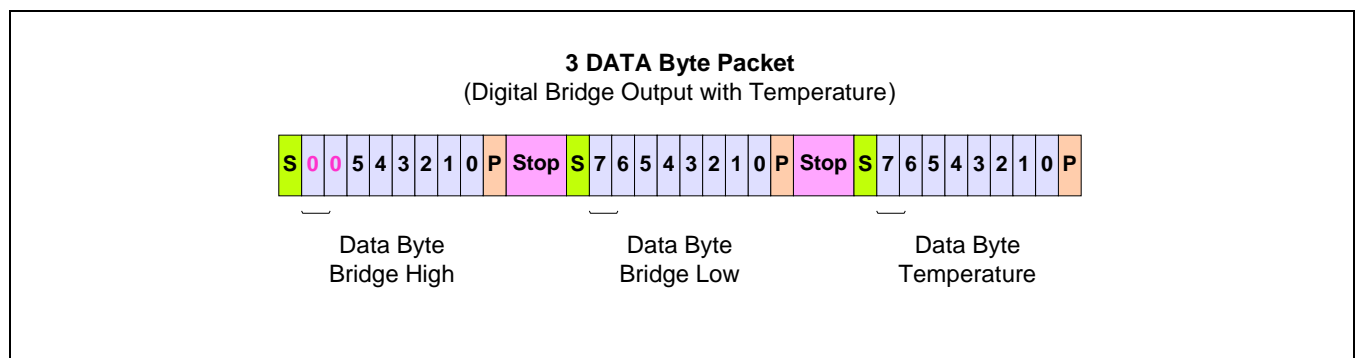 3 DATA Byte Packet
(Digital Bridge Output with Temperature)
S 0 0 5 4 3 2 1 0 P Stop S 7 6 5 4 3 2 1 0 P Stop S 7 6 5 4 3 2 1 0 P
Data Byte Data Byte Data Byte
Bridge High Bridge Low Temperature